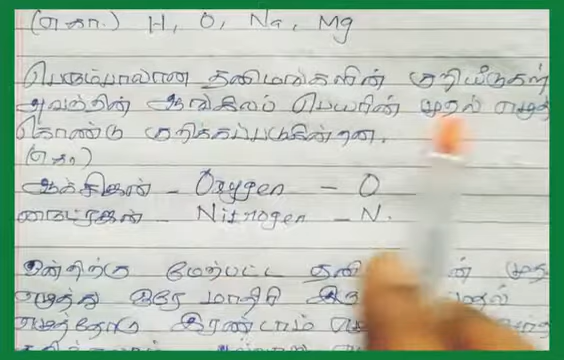 (எ.கா.) H, O, Na, Mg
பெரும்பாலான தனிமங்களின் குறியீடுகள்
அவற்றின் ஆங்கிலப் பெயரின் முதல்
கொண்டு குறிக்கப்படுகின்றன.
(எ.கா)
ஆக்சிஜன் - Oxygen - O
நைட்ரஜன் - Nitrogen - N.
ஒன்றிற்கு மேற்பட்ட
எழுத்து ஒரே மாதிரி
எழுத்தோடு இரண்டாம்